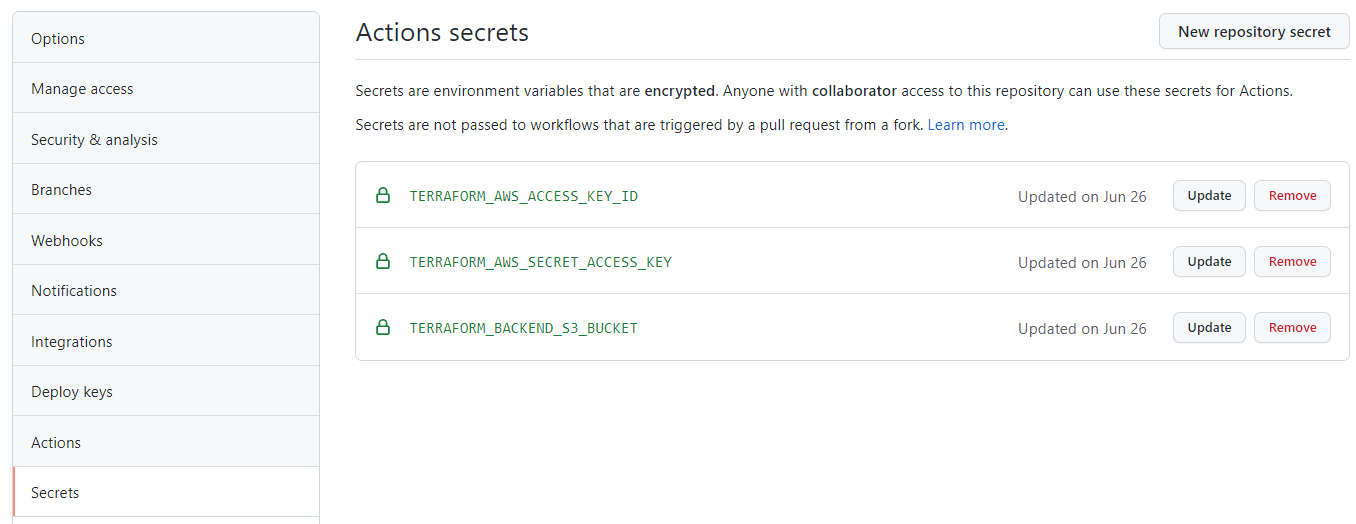 Options
Manage access
Security & analysis
Branches
Webhooks
Notifications
Integrations
Deploy keys
Actions
Secrets
Actions secrets
New repository secret
Secrets are environment variables that are encrypted. Anyone with collaborator access to this repository can use these secrets for Actions.
Secrets are not passed to workflows that are triggered by a pull request from a fork. Learn more.
TERRAFORM_AWS_ACCESS_KEY_ID Updated on Jun 26 Update Remove
TERRAFORM_AWS_SECRET_ACCESS_KEY Updated on Jun 26 Update Remove
TERRAFORM_BACKEND_S3_BUCKET Updated on Jun 26 Update Remove